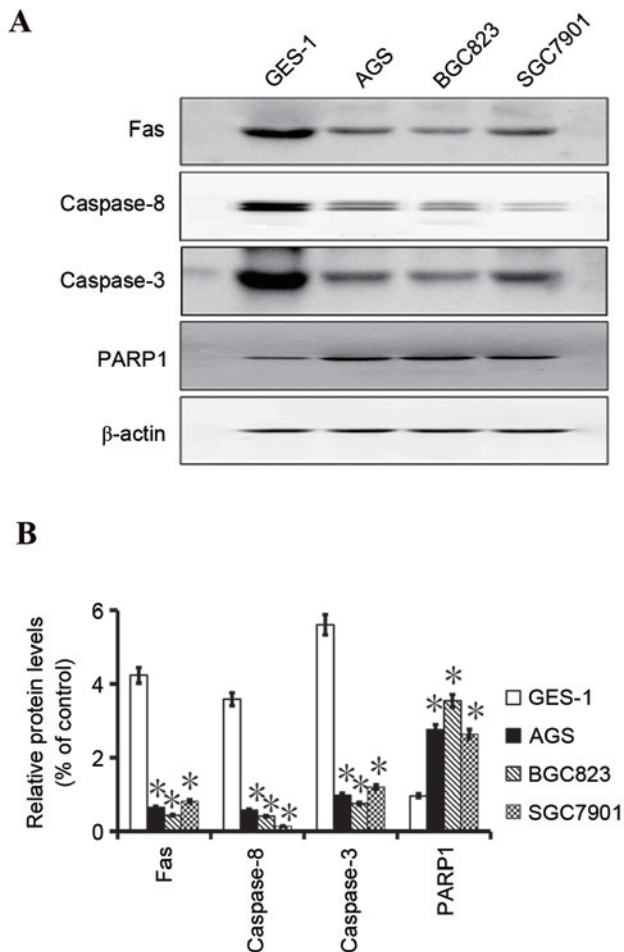 A
GES-1 AGS BGC823 SGC7901
Fas
Caspase-8
Caspase-3
PARP1
β-actin
B
Relative protein levels
(% of control)
6
4
2
0
* * * * * * * * * * * *
GES-1
AGS
BGC823
SGC7901
Fas Caspase-8 Caspase-3 PARP1